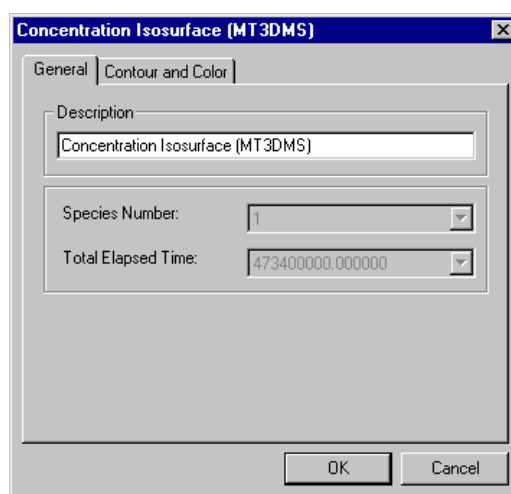 Concentration Isosurface (MT3DMS)
General
Contour and Color
Description
Concentration Isosurface (MT3DMS)
Species Number:
1
Total Elapsed Time:
473400000.000000
OK
Cancel